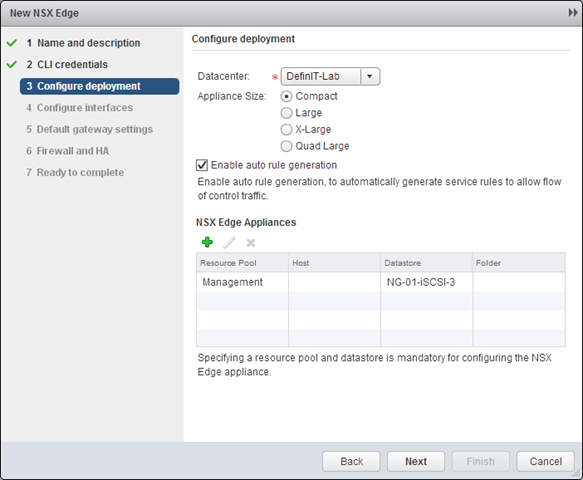 New NSX Edge
1 Name and description
2 CLI credentials
3 Configure deployment
4 Configure interfaces
5 Default gateway settings
6 Firewall and HA
7 Ready to complete
Configure deployment
Datacenter: * DefinIT-Lab
Appliance Size: Compact
Large
X-Large
Quad Large
Enable auto rule generation
Enable auto rule generation, to automatically generate service rules to allow flow
of control traffic.
NSX Edge Appliances
Resource Pool Host Datastore Folder
Management NG-01-iSCSI-3
Specifying a resource pool and datastore is mandatory for configuring the NSX
Edge appliance.
Back Next Finish Cancel